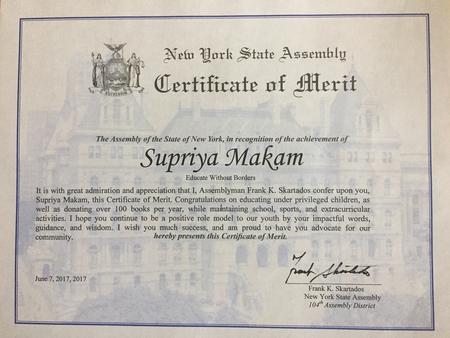 New York State Assembly
Certificate of Merit
The Assembly of the State of New York, in recognition of the achievement of
Supriya Makam
Educate Without Borders
It is with great admiration and appreciation that I, Assemblyman Frank K. Skartados confer upon you,
Supriya Makam, this Certificate of Merit. Congratulations on educating under privileged children, as
well as donating over 100 books per year, while maintaining school, sports, and extracurricular
activities. I hope you continue to be a positive role model to our youth by your impactful words,
guidance, and wisdom. I wish you much success, and am proud to have you advocate for our
community.
hereby presents this Certificate of Merit.
Frank Skartados
June 7, 2017, 2017
Frank K. Skartados
New York State Assembly
104th Assembly District